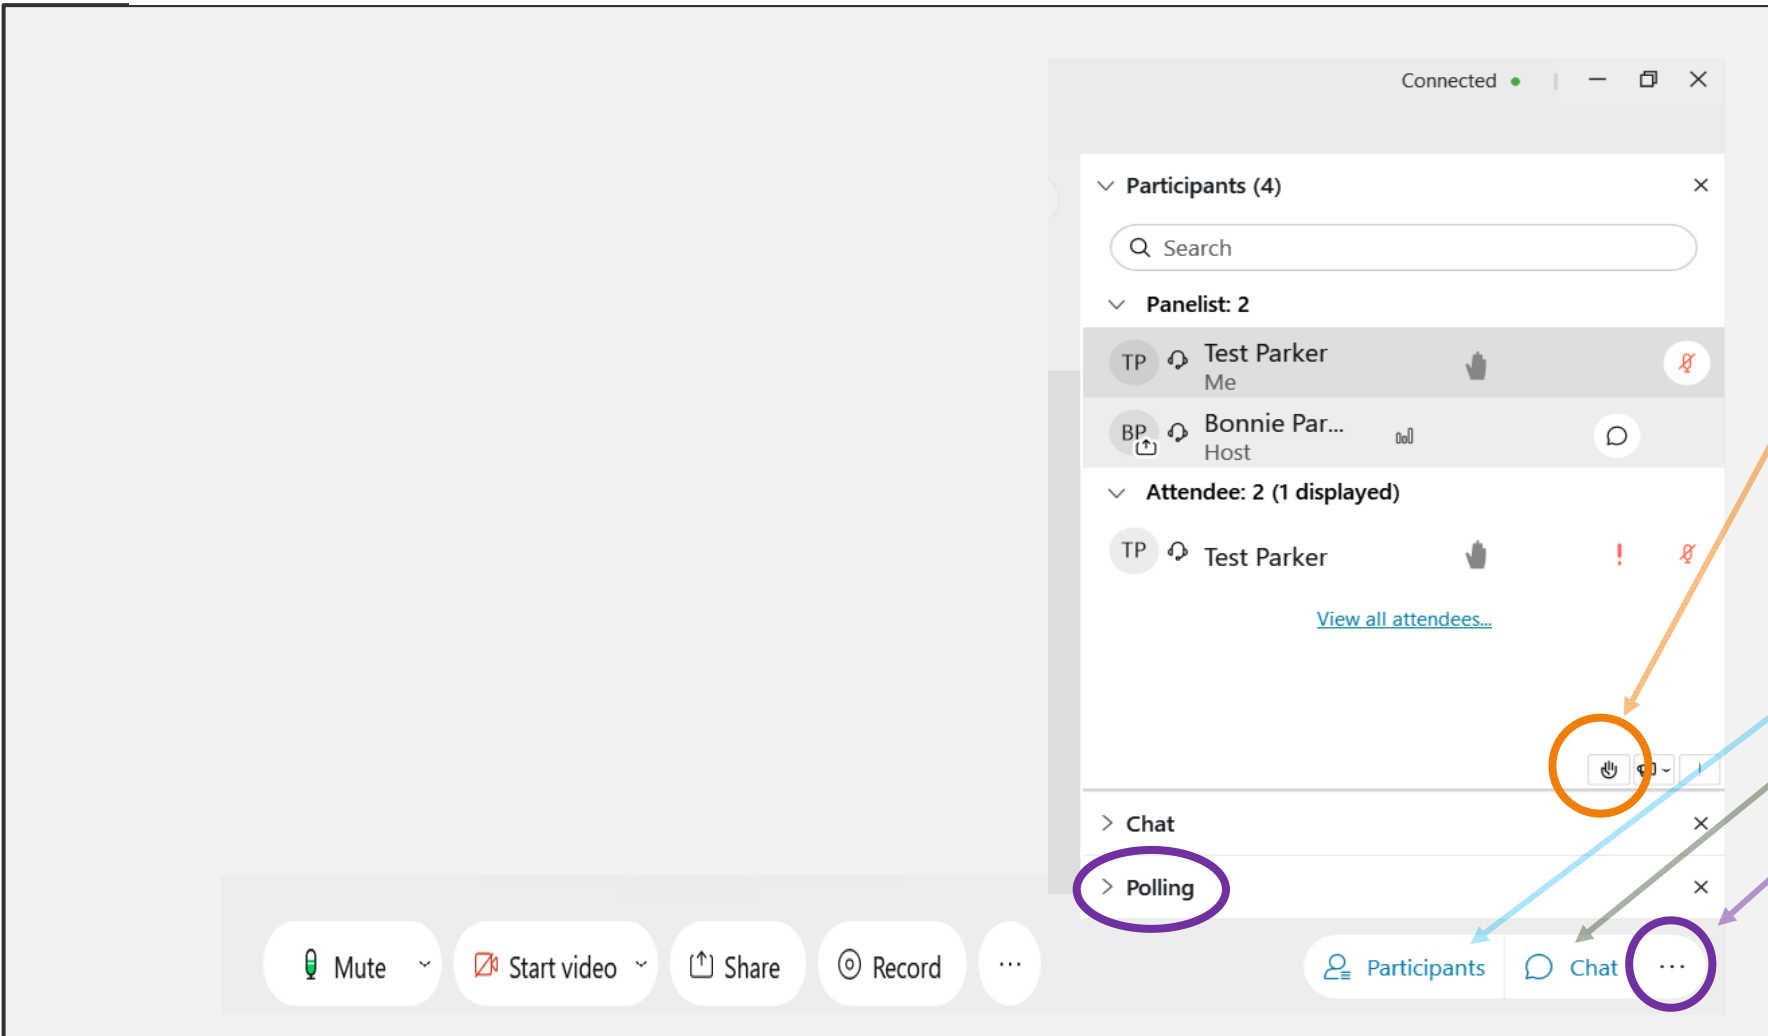 Connected
Participants (4)
Search
Panelist: 2
TP Test Parker
Me
BP Bonnie Par...
Host
Attendee: 2 (1 displayed)
TP Test Parker
View all attendees...
Chat
Polling
Mute Start video Share Record ... Participants Chat ...